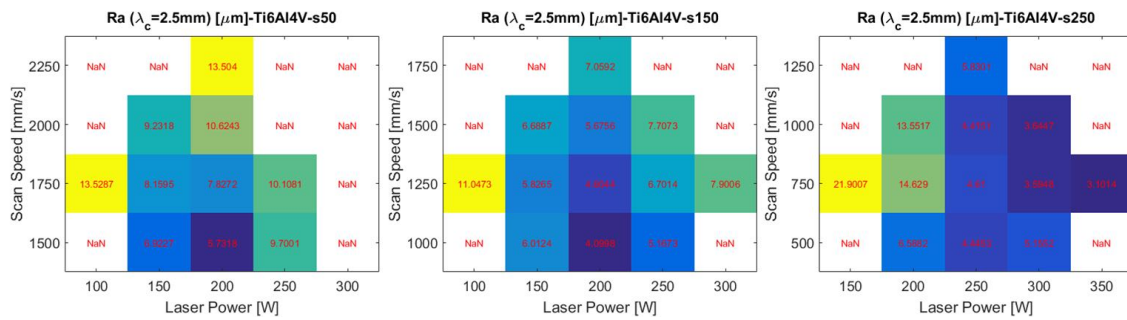 Ra (λc=2.5mm) [μm]-Ti6Al4V-s50
Scan Speed [mm/s]
2250 NaN NaN 13.504 NaN NaN
2000 NaN 9.2318 10.6243 NaN NaN
1750 13.5287 8.1595 7.8272 10.1081 NaN
1500 NaN 5.7319 9.7001 NaN
100 150 200 250 300
Laser Power [W]
Ra (λc=2.5mm) [μm]-Ti6Al4V-s150
Scan Speed [mm/s]
2250 NaN NaN 7.0592 NaN NaN
2000 NaN 6.6887 5.6756 7.7073 NaN
1750 11.0473 5.8265 6.7014 7.9006
1000 NaN 6.0124 NaN
100 150 200 250 300
Laser Power [W]
Ra (λc=2.5mm) [μm]-Ti6Al4V-s250
Scan Speed [mm/s]
1250 NaN NaN NaN NaN
1000 NaN 13.5517 NaN
750 21.9007 14.629
500 NaN NaN
150 200 250 300 350
Laser Power [W]